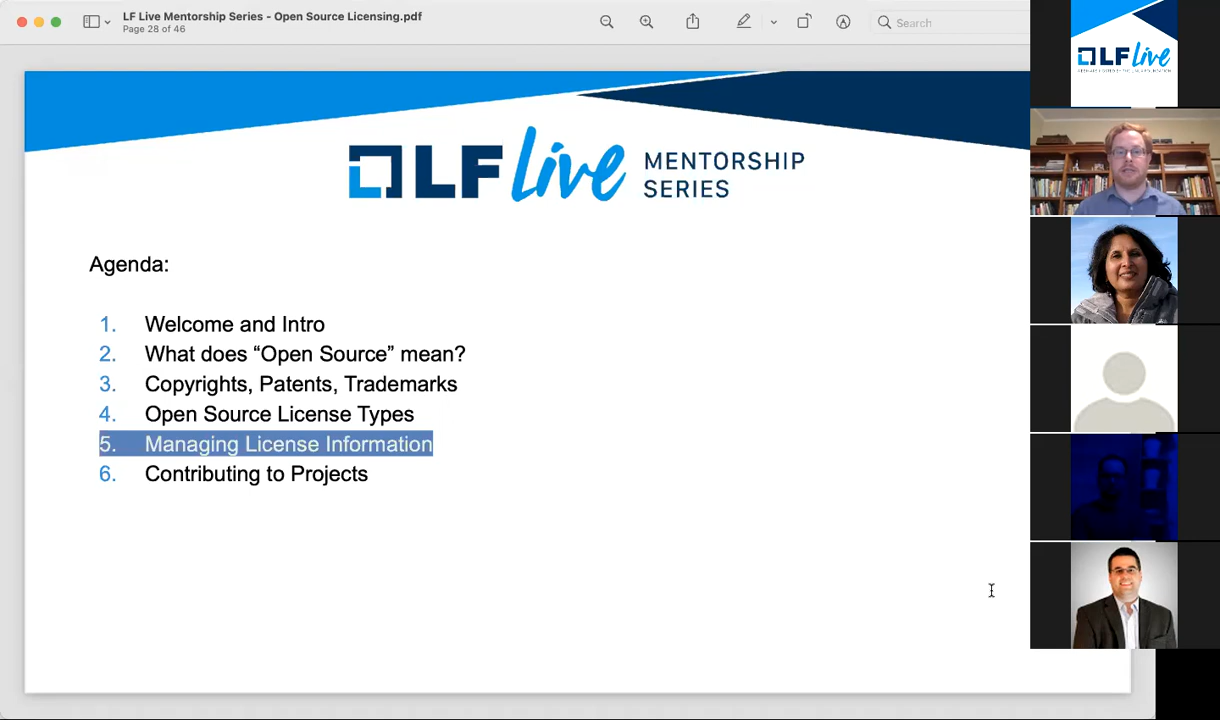 LF Live Mentorship Series - Open Source Licensing.pdf
Page 28 of 46
Search
LF Live MENTORSHIP
SERIES
Agenda:
1. Welcome and Intro
2. What does “Open Source” mean?
3. Copyrights, Patents, Trademarks
4. Open Source License Types
5. Managing License Information
6. Contributing to Projects
LF Live